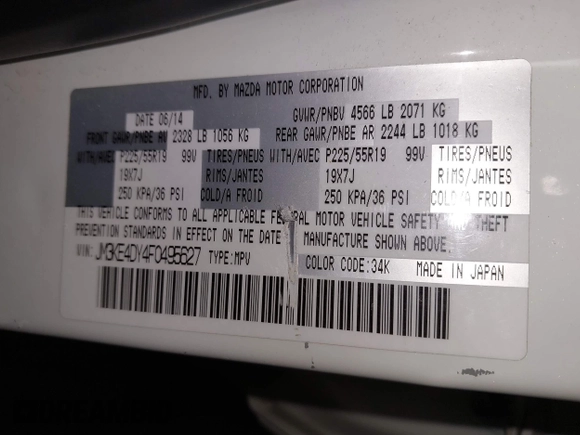 MFD. BY MAZDA MOTOR CORPORATION
DATE 06/14 GVWR/PNBV 4566 LB 2071 KG
FRONT GAWR/PNBE AV 2328 LB 1056 KG REAR GAWR/PNBE AR 2244 LB 1018 KG
WITH/AVEC P225/55R19 99V TIRES/PNEUS WITH/AVEC P225/55R19 99V TIRES/PNEUS
19X7J RIMS/JANTES 19X7J RIMS/JANTES
250 KPA/36 PSI COLD/A FROID 250 KPA/36 PSI COLD/A FROID
THIS VEHICLE CONFORMS TO ALL APPLICABLE FEDERAL MOTOR VEHICLE SAFETY AND THEFT
PREVENTION STANDARDS IN EFFECT ON THE DATE MANUFACTURE SHOWN ABOVE.
VIN: JM3KE4DY4F0495627 TYPE: MPV COLOR CODE: 34K MADE IN JAPAN